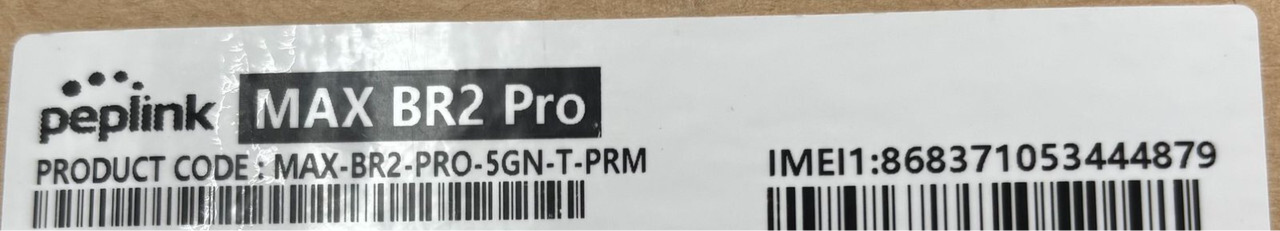 peplink MAX BR2 Pro
PRODUCT CODE : MAX-BR2-PRO-5GN-T-PRM
IMEI1:868371053444879